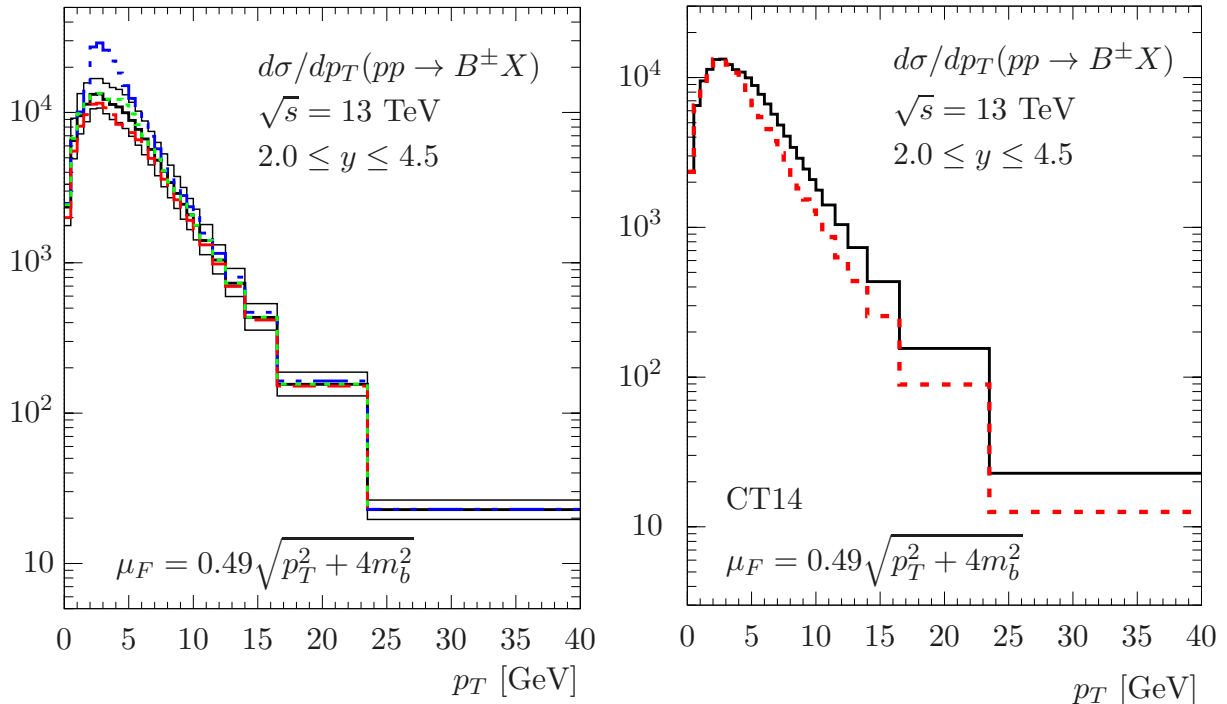 10^4
10^3
10^2
10
dσ/dp_T(pp → B^±X)
√s = 13 TeV
2.0 ≤ y ≤ 4.5
μ_F = 0.49√(p_T^2 + 4m_b^2)
0 5 10 15 20 25 30 35 40
p_T [GeV]
10^4
10^3
10^2
10
dσ/dp_T(pp → B^±X)
√s = 13 TeV
2.0 ≤ y ≤ 4.5
CT14
μ_F = 0.49√(p_T^2 + 4m_b^2)
0 5 10 15 20 25 30 35 40
p_T [GeV]